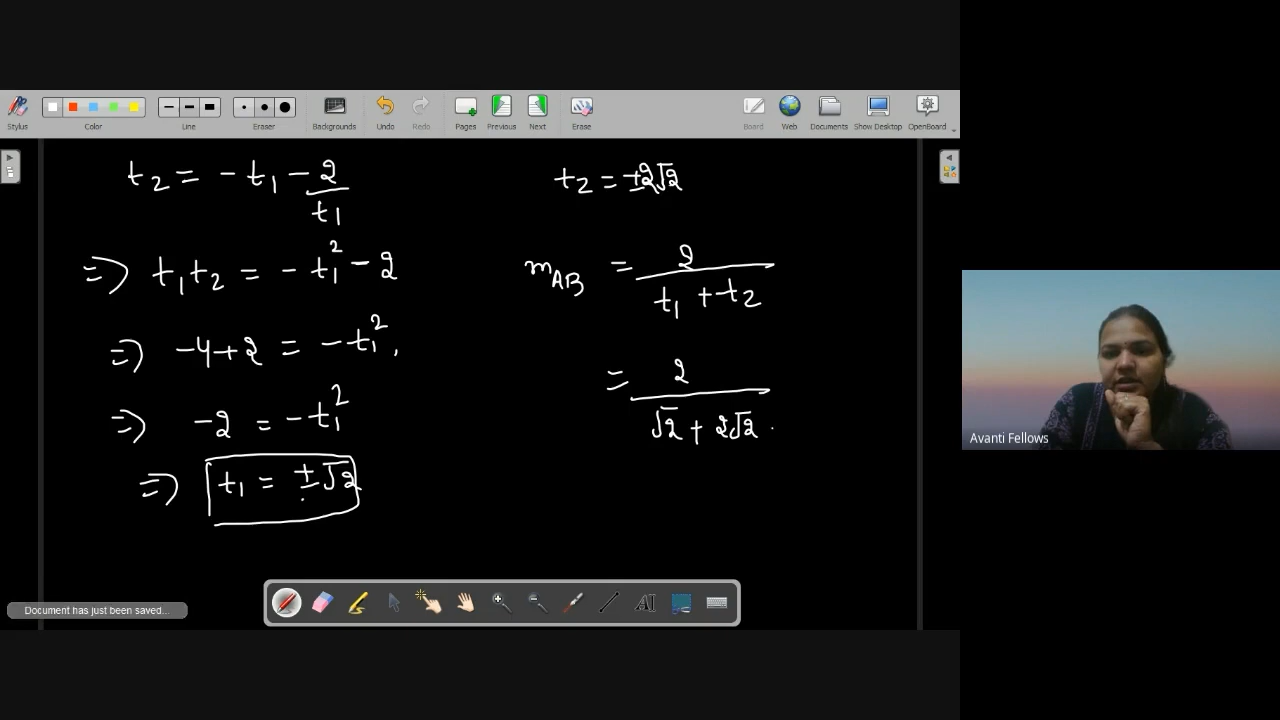 Stylus
Color
Line
Eraser
Backgrounds
Undo
Redo
Pages
Previous
Next
Erase
Board
Web
Documents
Show Desktop
OpenBoard
t₂ = - t₁ - 2/t₁
=> t₁t₂ = - t₁² - 2
=> -4+2 = - t₁² ,
=> -2 = - t₁²
=> t₁ = ±√2
t₂ = ±2√2
m_AB = 2/(t₁ + t₂)
= 2/(√2 + 2√2) .
Avanti Fellows
Document has just been saved...
AI